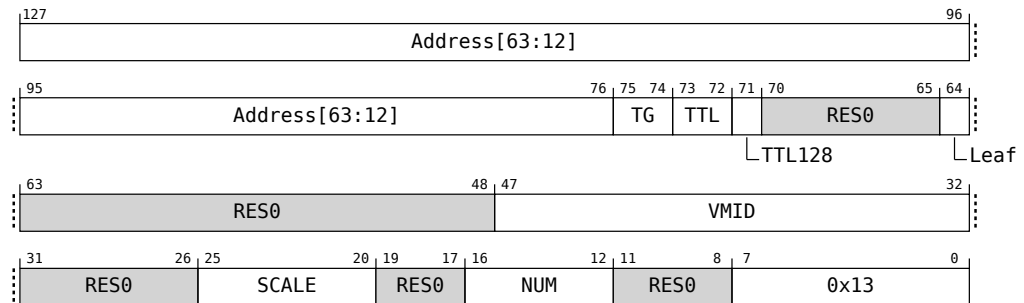 127 96
Address[63:12]
95 76 75 74 73 72 71 70 65 64
Address[63:12] TG TTL RES0
TTL128 Leaf
63 48 47 32
RES0 VMID
31 26 25 20 19 17 16 12 11 8 7 0
RES0 SCALE RES0 NUM RES0 0x13